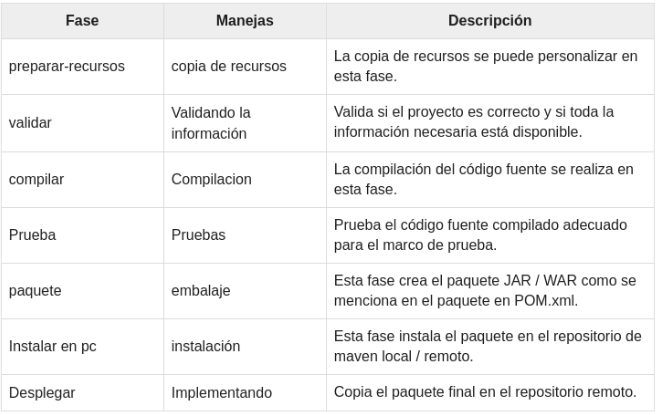 Fase Manejas Descripción
preparar-recursos copia de recursos La copia de recursos se puede personalizar en
esta fase.
validar Validando la
información Valida si el proyecto es correcto y si toda la
información necesaria está disponible.
compilar Compilacion La compilación del código fuente se realiza en
esta fase.
Prueba Pruebas Prueba el código fuente compilado adecuado
para el marco de prueba.
paquete embalaje Esta fase crea el paquete JAR / WAR como se
menciona en el paquete en POM.xml.
Instalar en pc instalación Esta fase instala el paquete en el repositorio de
maven local / remoto.
Desplegar Implementando Copia el paquete final en el repositorio remoto.